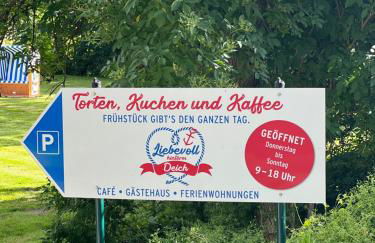 Torten, Kuchen und Kaffee
FRÜHSTÜCK GIBT'S DEN GANZEN TAG.
P
Liebevoll
hinterm
Deich
GEÖFFNET
Donnerstag
bis
Sonntag
9–18 Uhr
CAFÉ • GÄSTEHAUS • FERIENWOHNUNGEN